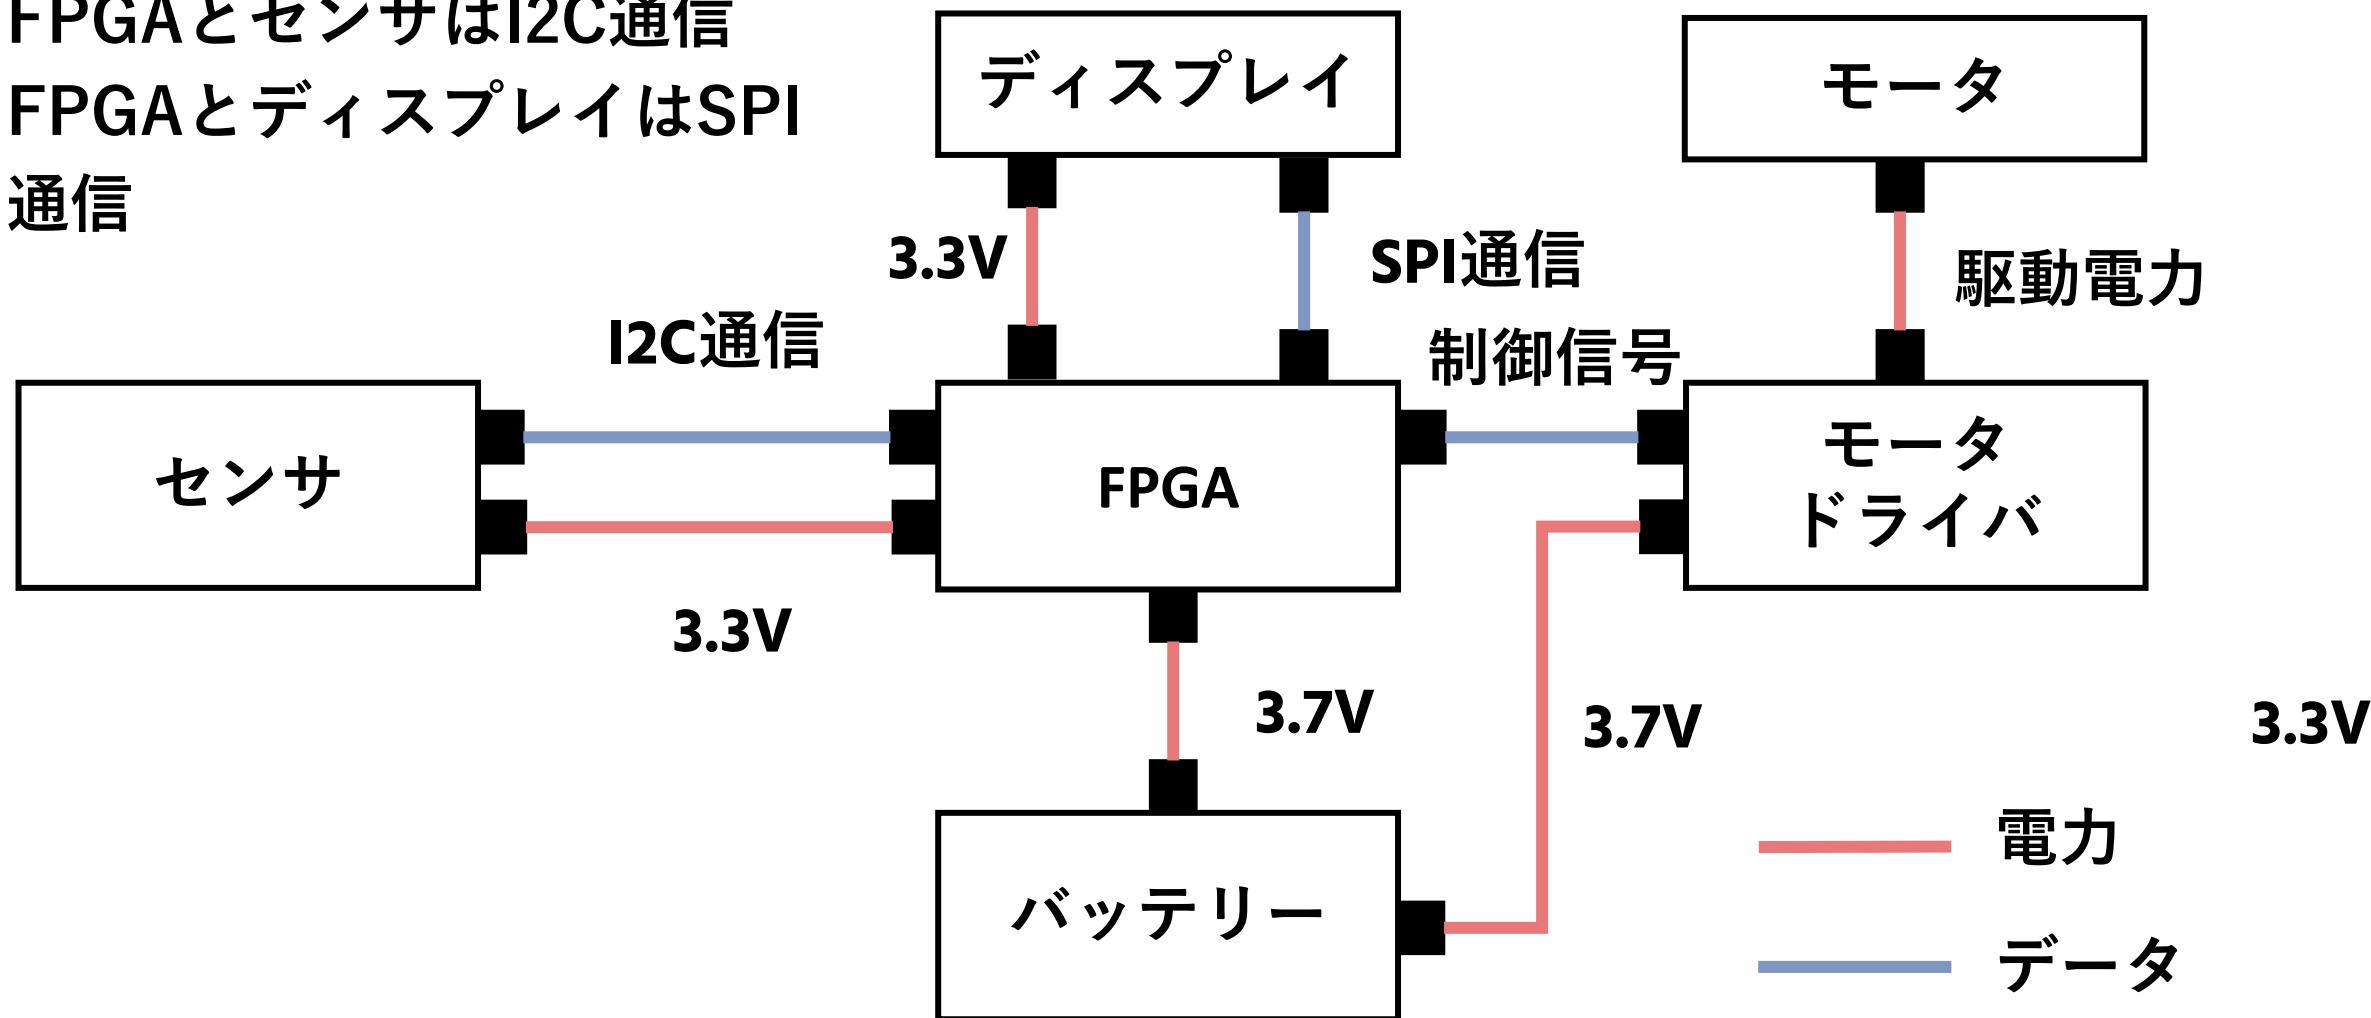 FPGAとセンサはI2C通信
FPGAとディスプレイはSPI
通信
ディスプレイ
モータ
3.3V
SPI通信
駆動電力
I2C通信
制御信号
センサ
FPGA
モータ
ドライバ
3.3V
3.7V
3.7V
3.3V
バッテリー
電力
データ